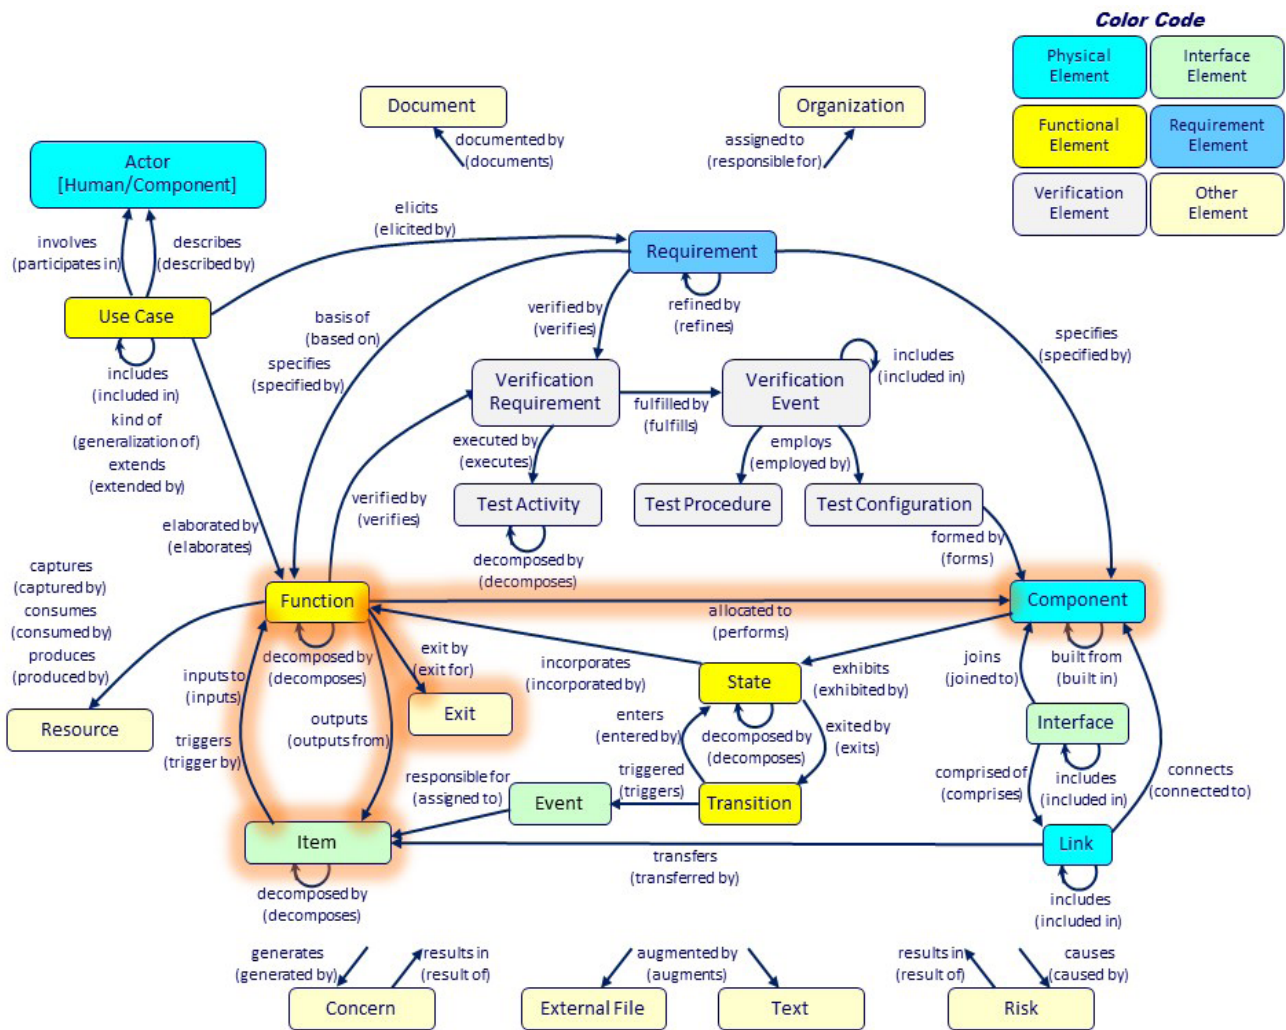 Color Code
Physical
Element
Interface
Element
Functional
Element
Requirement
Element
Verification
Element
Other
Element
Document
documented by
(documents)
Organization
assigned to
(responsible for)
Actor
[Human/Component]
involves
(participates in)
describes
(described by)
elicits
(elicited by)
Requirement
refined by
(refines)
Use Case
includes
(included in)
kind of
(generalization of)
extends
(extended by)
basis of
(based on)
specifies
(specified by)
verified by
(verifies)
specifies
(specified by)
Verification
Requirement
fulfilled by
(fulfills)
Verification
Event
includes
(included in)
executed by
(executes)
employs
(employed by)
verified by
(verifies)
Test Activity
decomposed by
(decomposes)
Test Procedure
Test Configuration
formed by
(forms)
elaborated by
(elaborates)
captures
(captured by)
consumes
(consumed by)
produces
(produced by)
Function
decomposed by
(decomposes)
allocated to
(performs)
Component
built from
(built in)
exit by
(exit for)
Exit
incorporates
(incorporated by)
exhibits
(exhibited by)
joins
(joined to)
Resource
inputs to
(inputs)
outputs
(outputs from)
triggers
(trigger by)
State
decomposed by
(decomposes)
enters
(entered by)
exited by
(exits)
Interface
includes
(included in)
comprised of
(comprises)
connects
(connected to)
responsible for
(assigned to)
Event
triggered
(triggers)
Transition
Item
decomposed by
(decomposes)
transfers
(transferred by)
Link
includes
(included in)
generates
(generated by)
results in
(result of)
Concern
augmented by
(augments)
External File
Text
results in
(result of)
causes
(caused by)
Risk